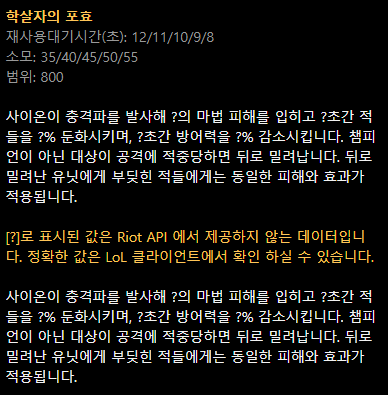 학살자의 포효
재사용대기시간(초): 12/11/10/9/8
소모: 35/40/45/50/55
범위: 800
사이온이 충격파를 발사해 ?의 마법 피해를 입히고 ?초간 적
들을 ?% 둔화시키며, ?초간 방어력을 ?% 감소시킵니다. 챔피
언이 아닌 대상이 공격에 적중당하면 뒤로 밀려납니다. 뒤로
밀려난 유닛에게 부딪힌 적들에게는 동일한 피해와 효과가
적용됩니다.
[?]로 표시된 값은 Riot API 에서 제공하지 않는 데이터입니
다. 정확한 값은 LoL 클라이언트에서 확인 하실 수 있습니다.
사이온이 충격파를 발사해 ?의 마법 피해를 입히고 ?초간 적
들을 ?% 둔화시키며, ?초간 방어력을 ?% 감소시킵니다. 챔피
언이 아닌 대상이 공격에 적중당하면 뒤로 밀려납니다. 뒤로
밀려난 유닛에게 부딪힌 적들에게는 동일한 피해와 효과가
적용됩니다.